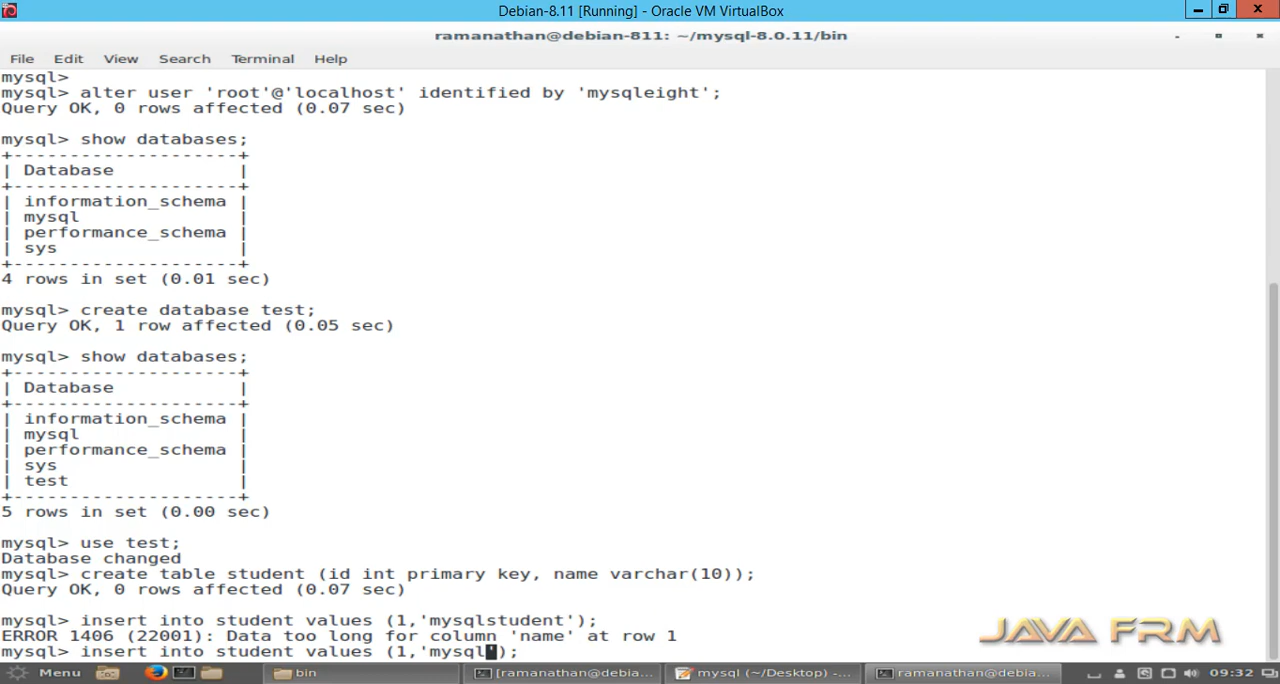 Debian-8.11 [Running] - Oracle VM VirtualBox
ramanathan@debian-811: ~/mysql-8.0.11/bin
File Edit View Search Terminal Help
mysql>
mysql> alter user 'root'@'localhost' identified by 'mysqleight';
Query OK, 0 rows affected (0.07 sec)
mysql> show databases;
+--------------------+
| Database           |
+--------------------+
| information_schema |
| mysql              |
| performance_schema |
| sys                |
+--------------------+
4 rows in set (0.01 sec)
mysql> create database test;
Query OK, 1 row affected (0.05 sec)
mysql> show databases;
+--------------------+
| Database           |
+--------------------+
| information_schema |
| mysql              |
| performance_schema |
| sys                |
| test               |
+--------------------+
5 rows in set (0.00 sec)
mysql> use test;
Database changed
mysql> create table student (id int primary key, name varchar(10));
Query OK, 0 rows affected (0.07 sec)
mysql> insert into student values (1,'mysqlstudent');
ERROR 1406 (22001): Data too long for column 'name' at row 1
mysql> insert into student values (1,'mysql');
JAVA FRM
Menu bin [ramanathan@debia... mysql (~/Desktop) -... ramanathan@debia... 09:32